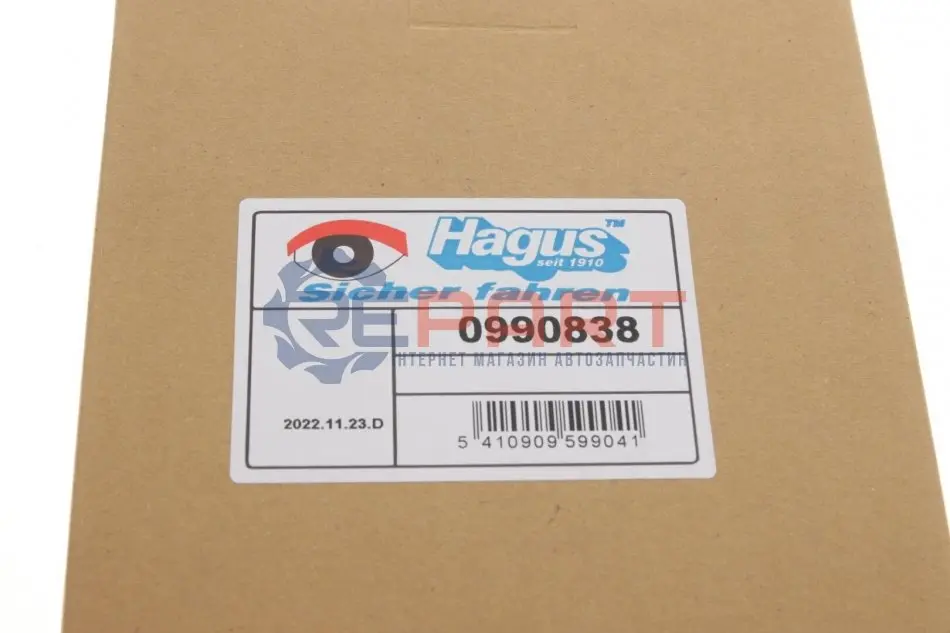 Hagus™
seit 1910
Sicher fahren
REPART
0990838
ІНТЕРНЕТ МАГАЗИН АВТОЗАПЧАСТИН
2022.11.23.D
5 410909 599041